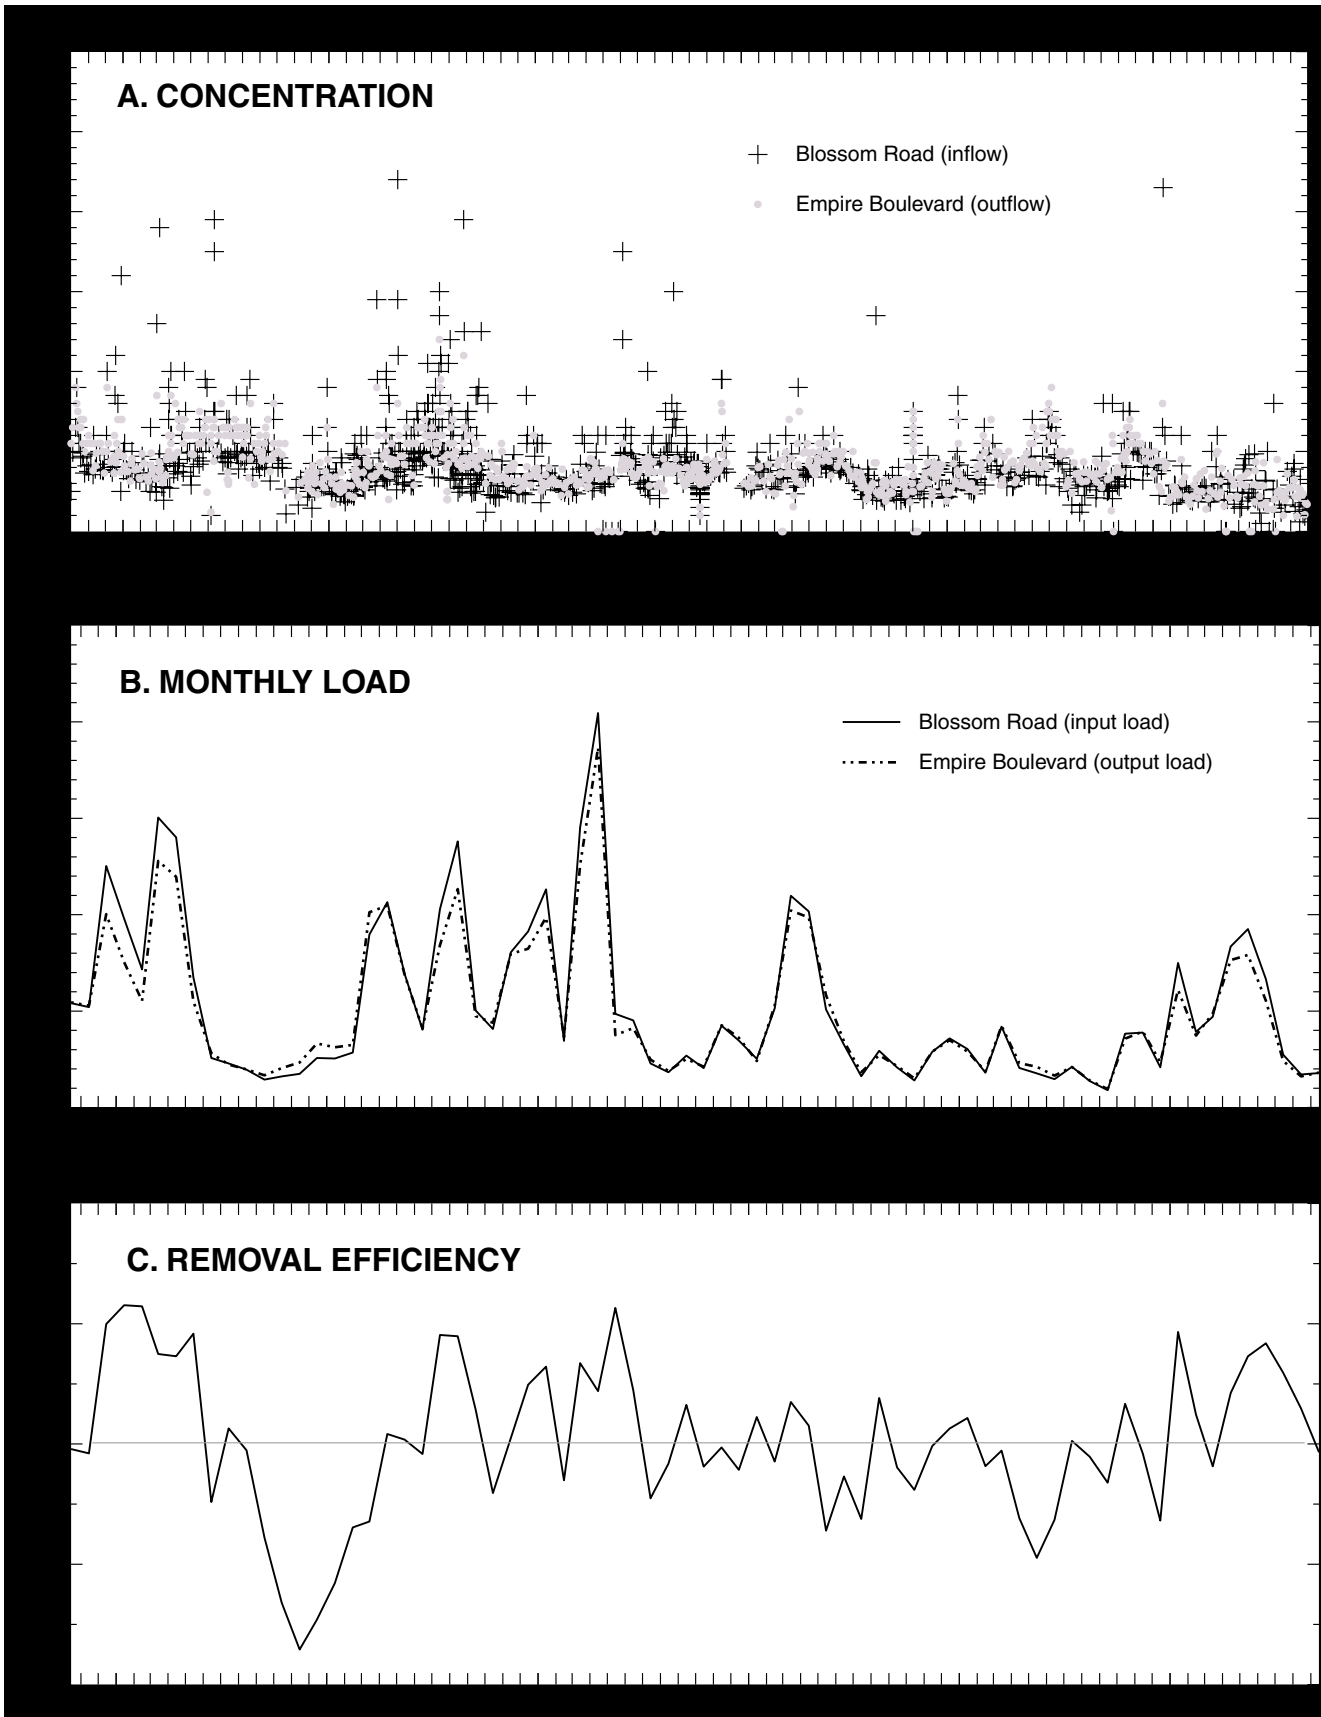 A. CONCENTRATION
Blossom Road (inflow)
Empire Boulevard (outflow)
B. MONTHLY LOAD
Blossom Road (input load)
Empire Boulevard (output load)
C. REMOVAL EFFICIENCY